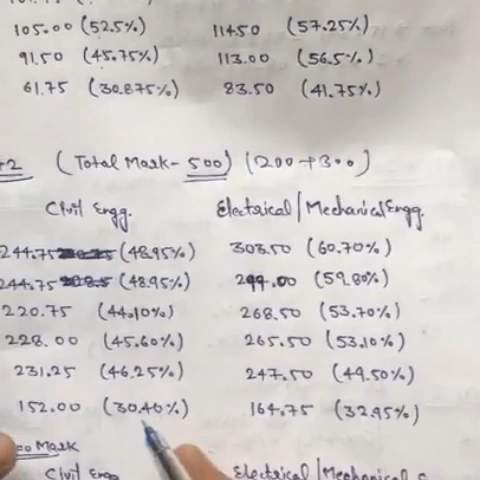 105.00 (52.5%) 114.50 (57.25%)
91.50 (45.75%) 113.00 (56.5%)
61.75 (30.875%) 83.50 (41.75%)
(Total Mark - 500) (200+300)
Civil Engg. Electrical/Mechanical Engg.
244.75 (48.95%) 303.50 (60.70%)
244.75 (48.95%) 299.00 (59.80%)
220.75 (44.10%) 268.50 (53.70%)
228.00 (45.60%) 265.50 (53.10%)
231.25 (46.25%) 247.50 (49.50%)
152.00 (30.40%) 164.75 (32.95%)
Mark
Civil Engg Electrical/Mechanical